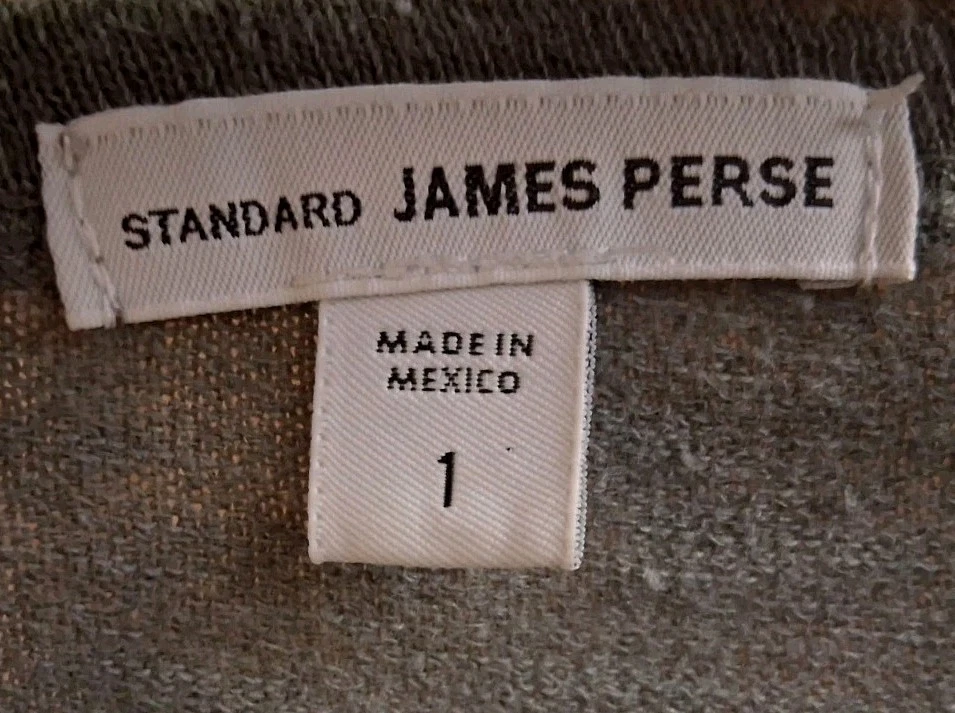 STANDARD JAMES PERSE
MADE IN
MEXICO
1